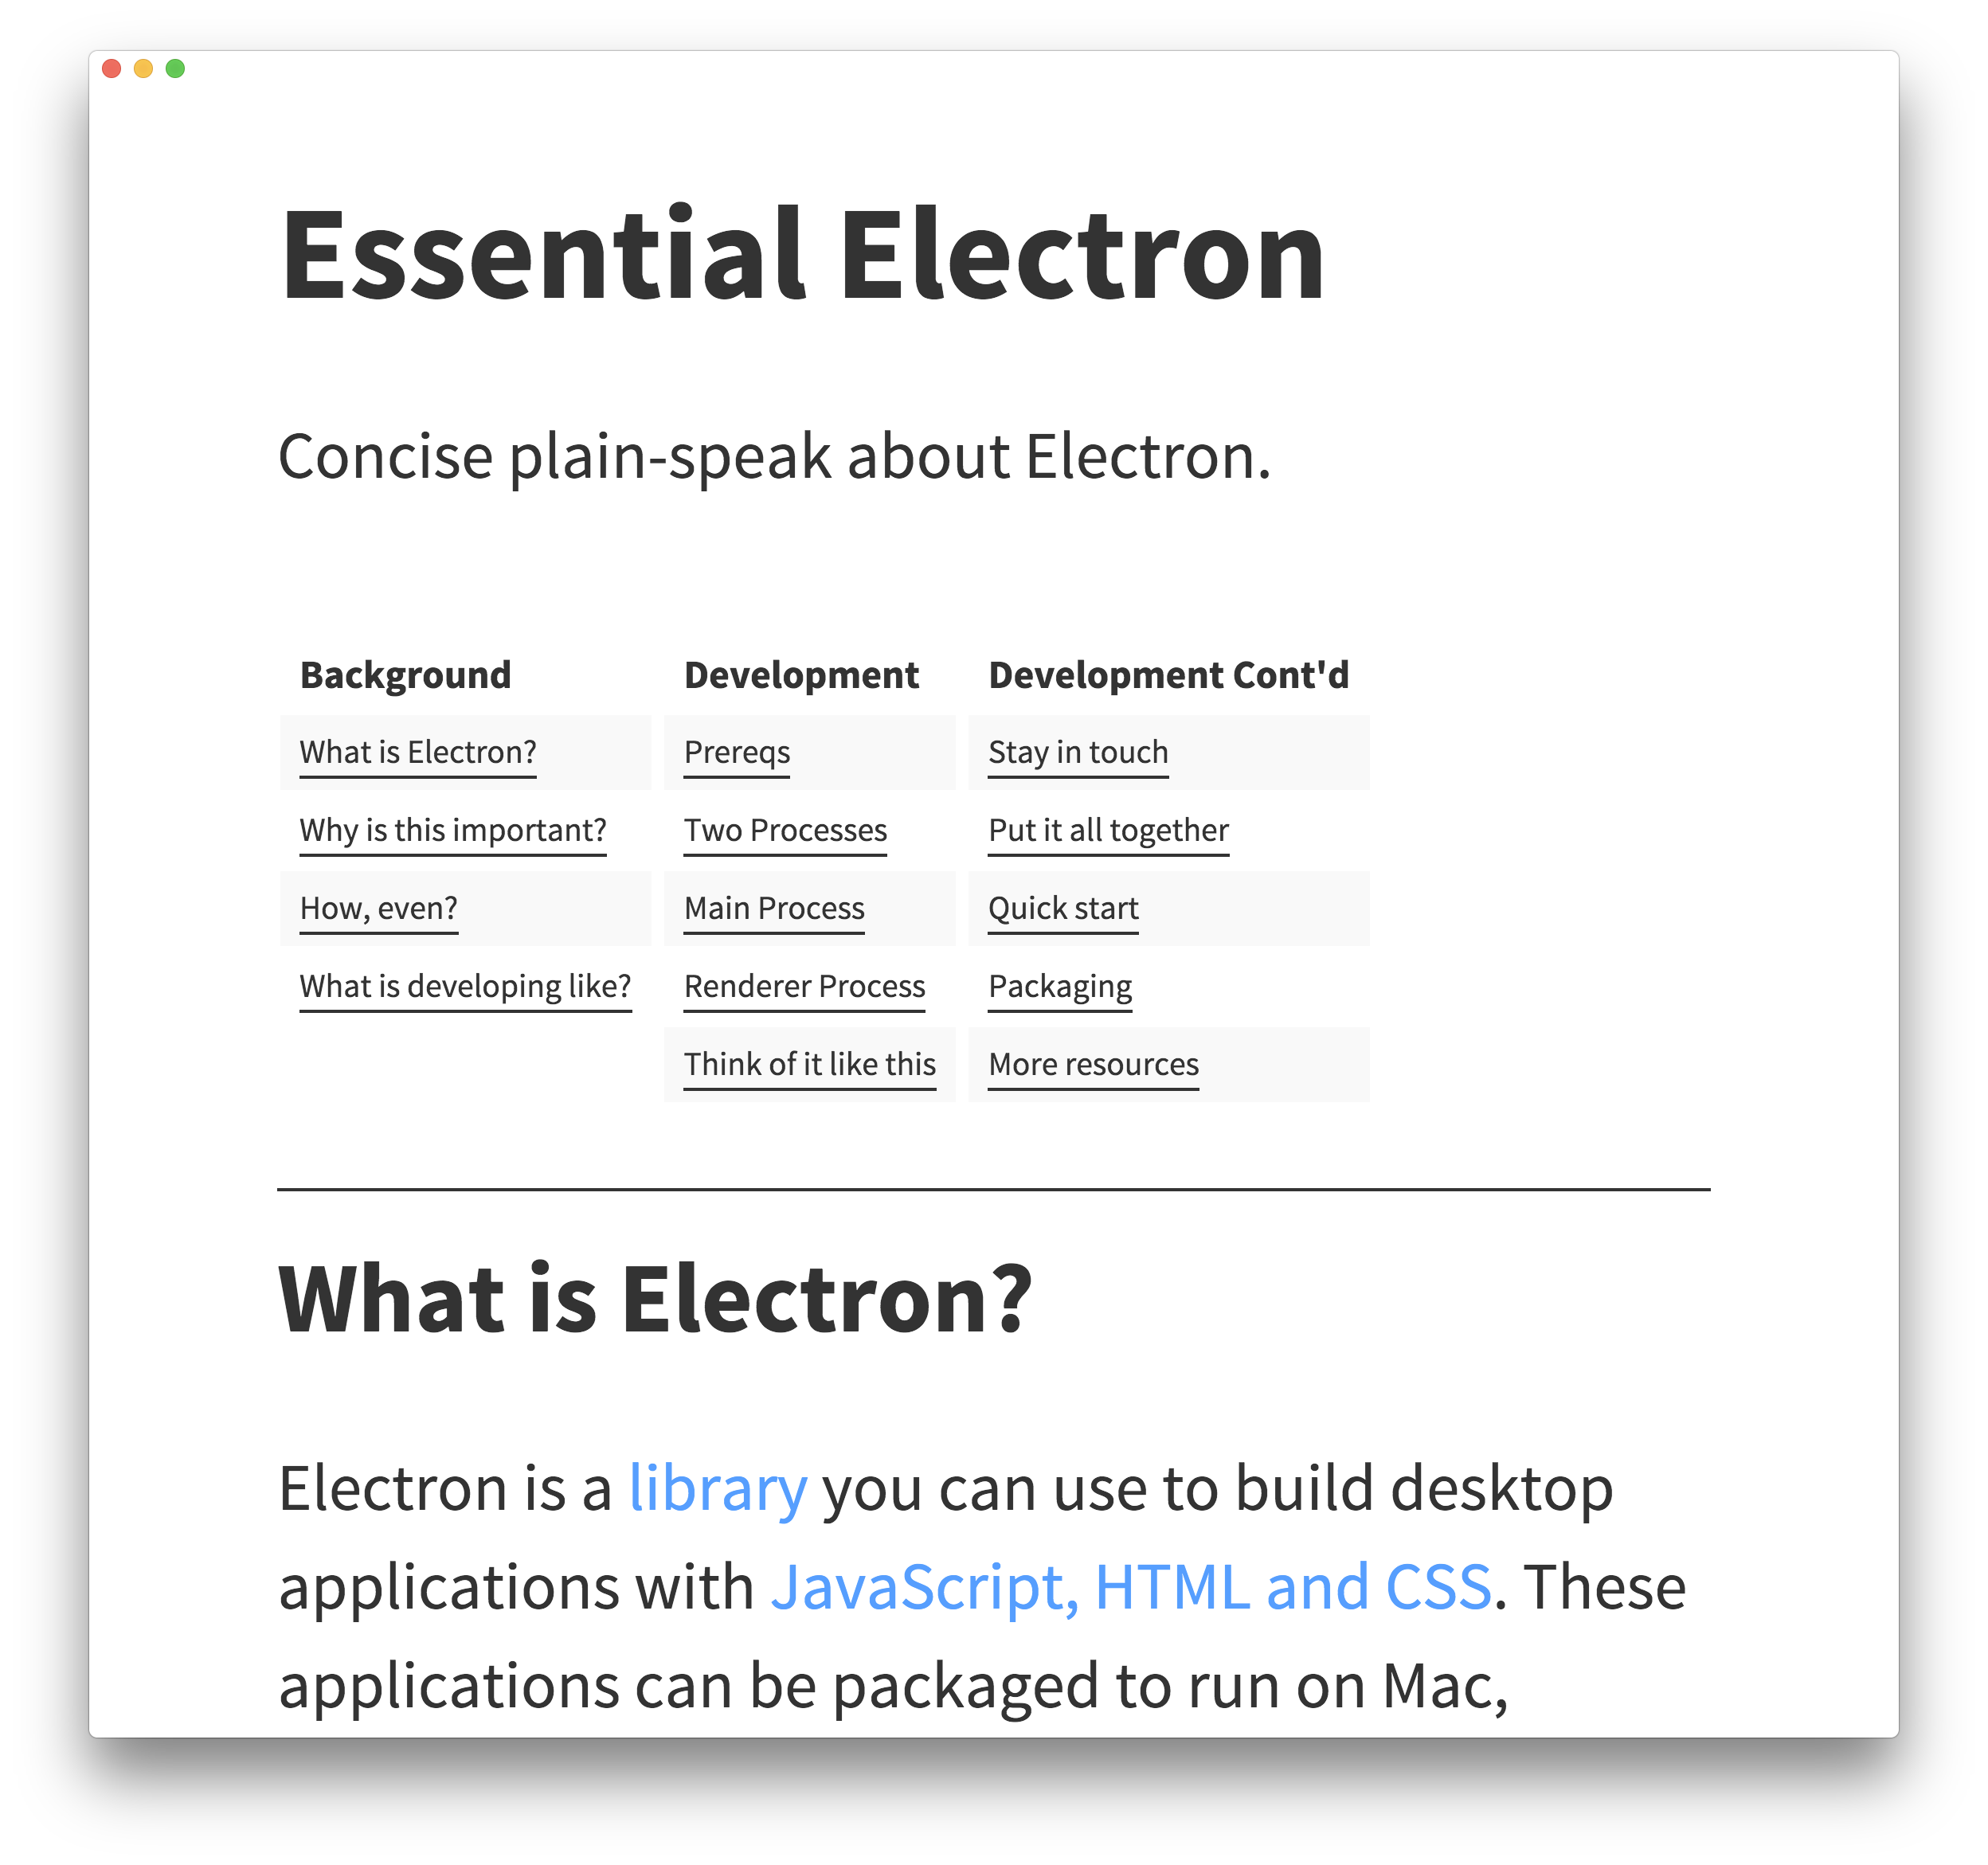 Essential Electron
Concise plain-speak about Electron.
Background Development Development Cont'd
What is Electron? Prereqs Stay in touch
Why is this important? Two Processes Put it all together
How, even? Main Process Quick start
What is developing like? Renderer Process Packaging
Think of it like this More resources
What is Electron?
Electron is a library you can use to build desktop
applications with JavaScript, HTML and CSS. These
applications can be packaged to run on Mac,